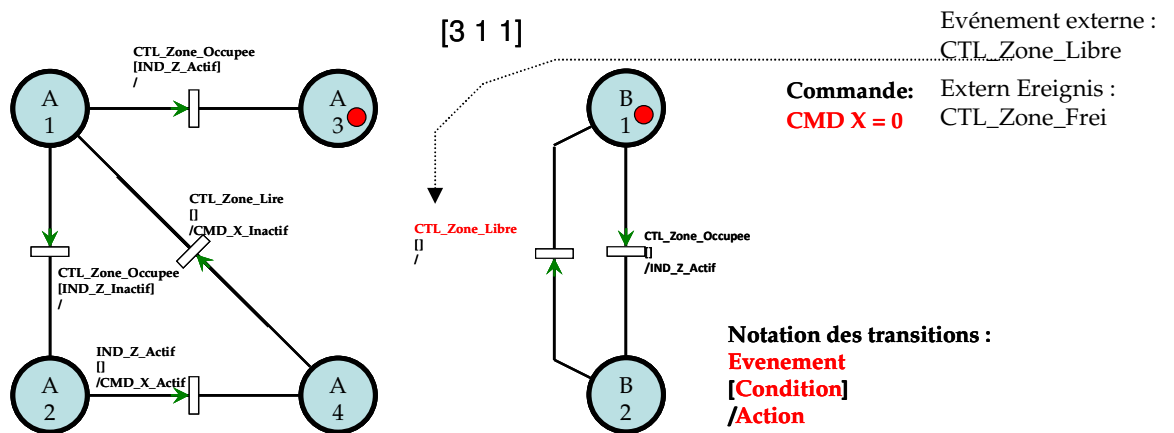 [3 1 1]
Evénement externe :
CTL_Zone_Libre
Extern Ereignis :
CTL_Zone_Frei
Commande:
CMD X = 0
CTL_Zone_Occupee
[IND_Z_Actif]
/
A
1
A
3
B
1
CTL_Zone_Lire
[]
/CMD_X_Inactif
CTL_Zone_Libre
[]
/
CTL_Zone_Occupee
[]
/IND_Z_Actif
CTL_Zone_Occupee
[IND_Z_Inactif]
/
IND_Z_Actif
[]
/CMD_X_Actif
A
2
A
4
B
2
Notation des transitions :
Evenement
[Condition]
/Action